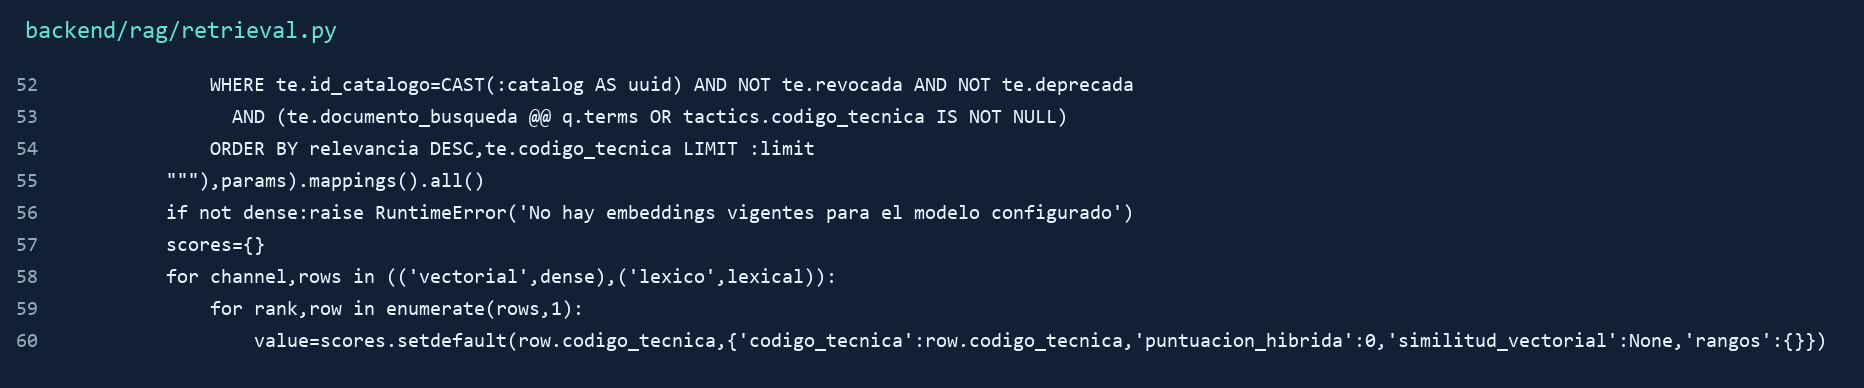 backend/rag/retrieval.py
52 WHERE te.id_catalogo=CAST(:catalog AS uuid) AND NOT te.revocada AND NOT te.deprecada
53 AND (te.documento_busqueda @@ q.terms OR tactics.codigo_tecnica IS NOT NULL)
54 ORDER BY relevancia DESC,te.codigo_tecnica LIMIT :limit
55 """),params).mappings().all()
56 if not dense:raise RuntimeError('No hay embeddings vigentes para el modelo configurado')
57 scores={}
58 for channel,rows in (('vectorial',dense),('lexico',lexical)):
59 for rank,row in enumerate(rows,1):
60 value=scores.setdefault(row.codigo_tecnica,{'codigo_tecnica':row.codigo_tecnica,'puntuacion_hibrida':0,'similitud_vectorial':None,'rangos':{}})